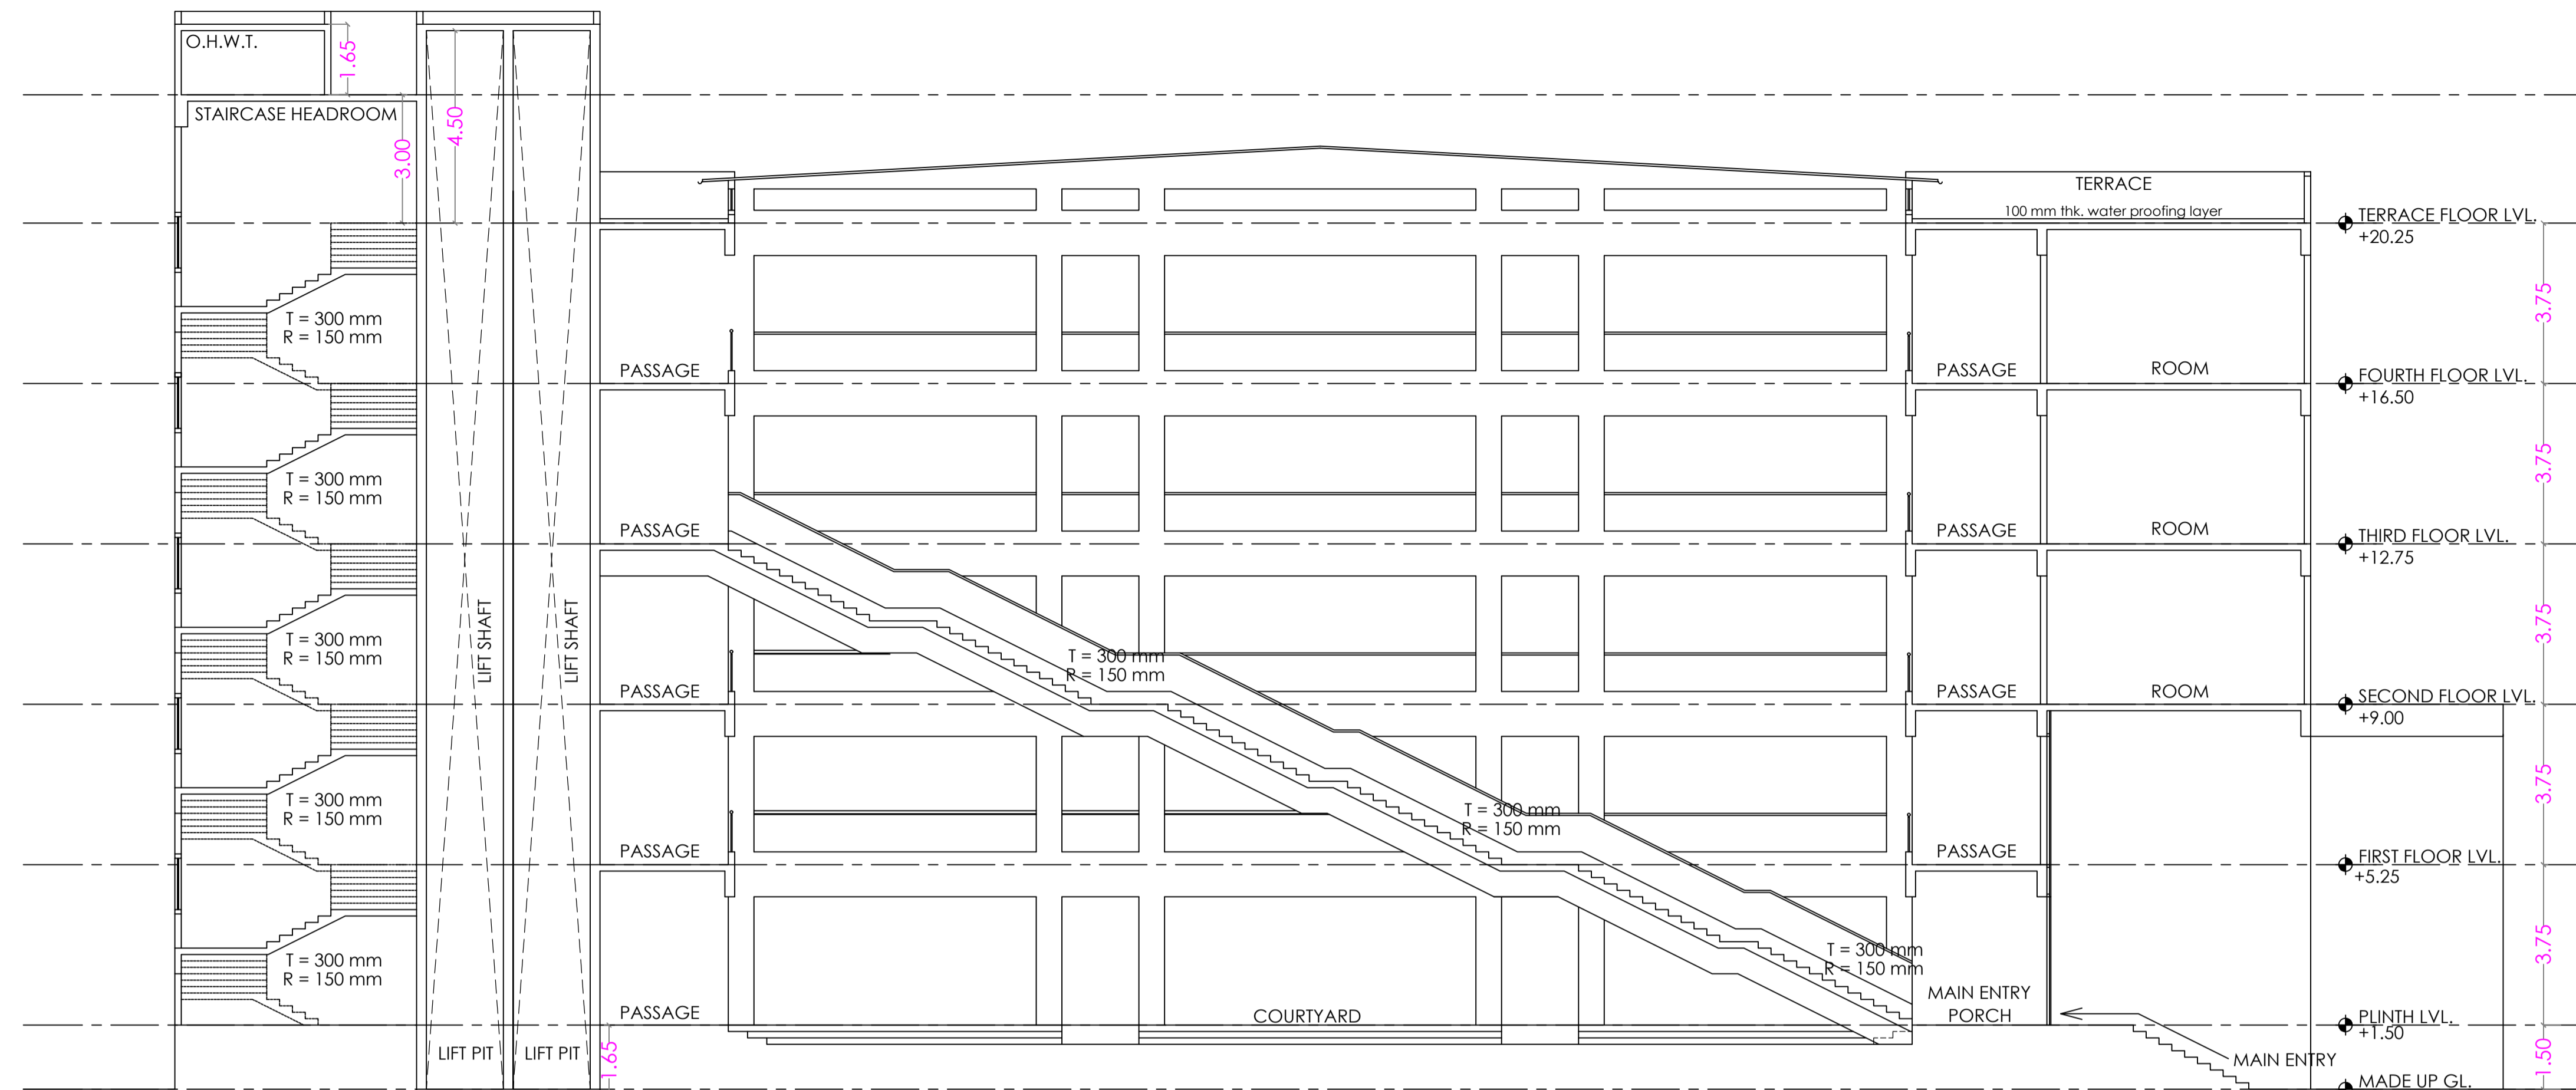 O.H.W.T.
1.65
STAIRCASE HEADROOM
3.00
4.50
TERRACE
100 mm thk. water proofing layer
TERRACE FLOOR LVL.
+20.25
T = 300 mm
R = 150 mm
3.75
PASSAGE
PASSAGE
ROOM
FOURTH FLOOR LVL.
+16.50
T = 300 mm
R = 150 mm
3.75
PASSAGE
PASSAGE
ROOM
THIRD FLOOR LVL.
+12.75
T = 300 mm
R = 150 mm
LIFT SHAFT
LIFT SHAFT
T = 300 mm
R = 150 mm
3.75
PASSAGE
PASSAGE
ROOM
SECOND FLOOR LVL.
+9.00
T = 300 mm
R = 150 mm
T = 300 mm
R = 150 mm
3.75
PASSAGE
PASSAGE
FIRST FLOOR LVL.
+5.25
T = 300 mm
R = 150 mm
T = 300 mm
R = 150 mm
3.75
PASSAGE
COURTYARD
MAIN ENTRY
PORCH
PLINTH LVL.
+1.50
LIFT PIT
LIFT PIT
1.65
MAIN ENTRY
1.50
MADE UP GL.